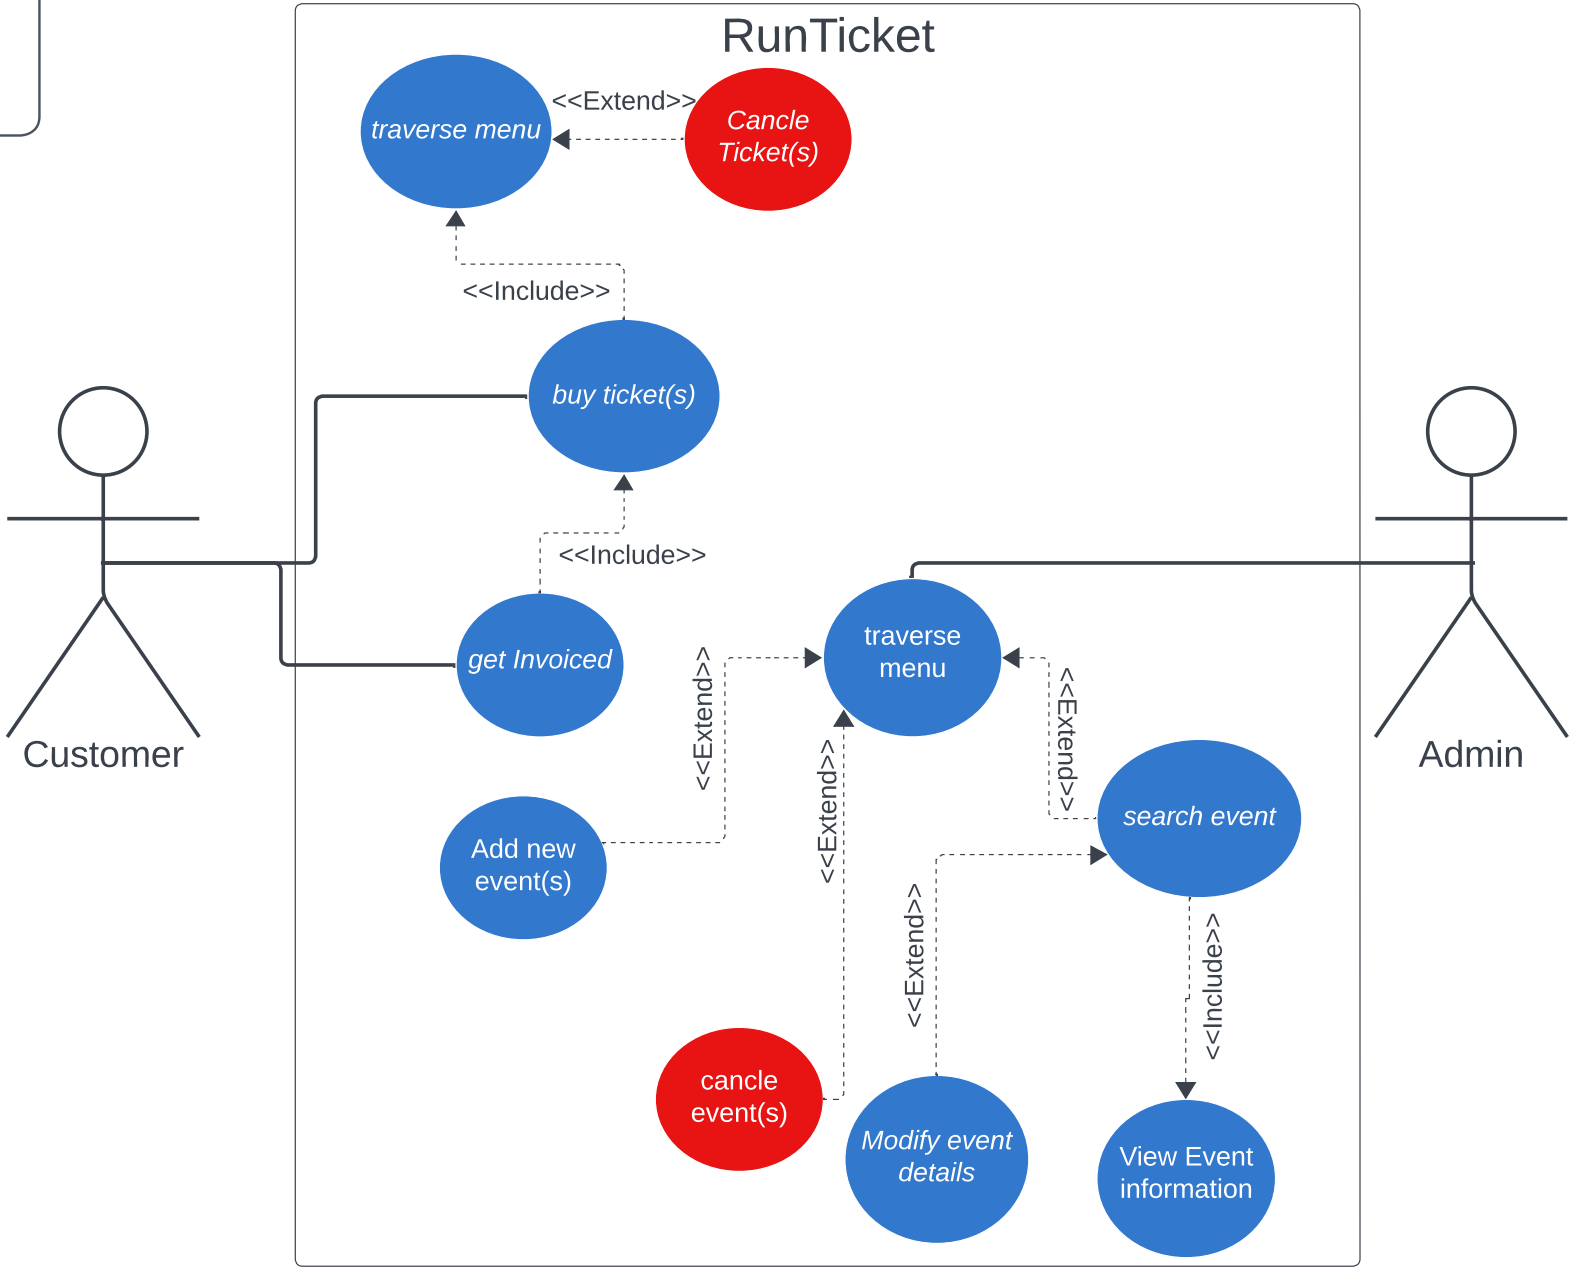 RunTicket
traverse menu
<<Extend>>
Cancle
Ticket(s)
<<Include>>
buy ticket(s)
<<Include>>
get Invoiced
traverse
menu
<<Extend>>
<<Extend>>
<<Extend>>
Customer
Admin
search event
Add new
event(s)
<<Extend>>
<<Include>>
cancle
event(s)
Modify event
details
View Event
information